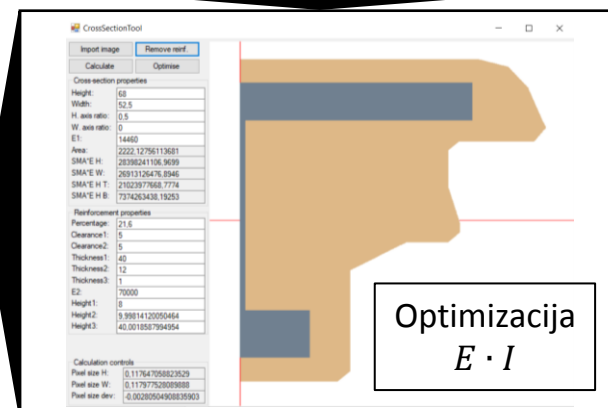 CrossSectionTool
Import image Remove reinf.
Calculate Optimise
Cross-section properties
Height: 68
Width: 52,5
H. axis ratio: 0,5
W. axis ratio: 0
E1: 14460
Area: 2222,12756113681
SMA*E H: 28398241106,9699
SMA*E W: 26913126476,8946
SMA*E H T: 21023977668,7774
SMA*E H B: 7374263438,19253
Reinforcement properties
Percentage: 21,6
Clearance1: 5
Clearance2: 5
Thickness1: 40
Thickness2: 12
Thickness3: 1
E2: 70000
Height1: 8
Height2: 9,99814120050464
Height3: 40,0018587994954
Calculation controls
Pixel size H: 0,117647058823529
Pixel size W: 0,117977528089888
Pixel size dev: -0,00280504908835903
Optimizacija
E · I